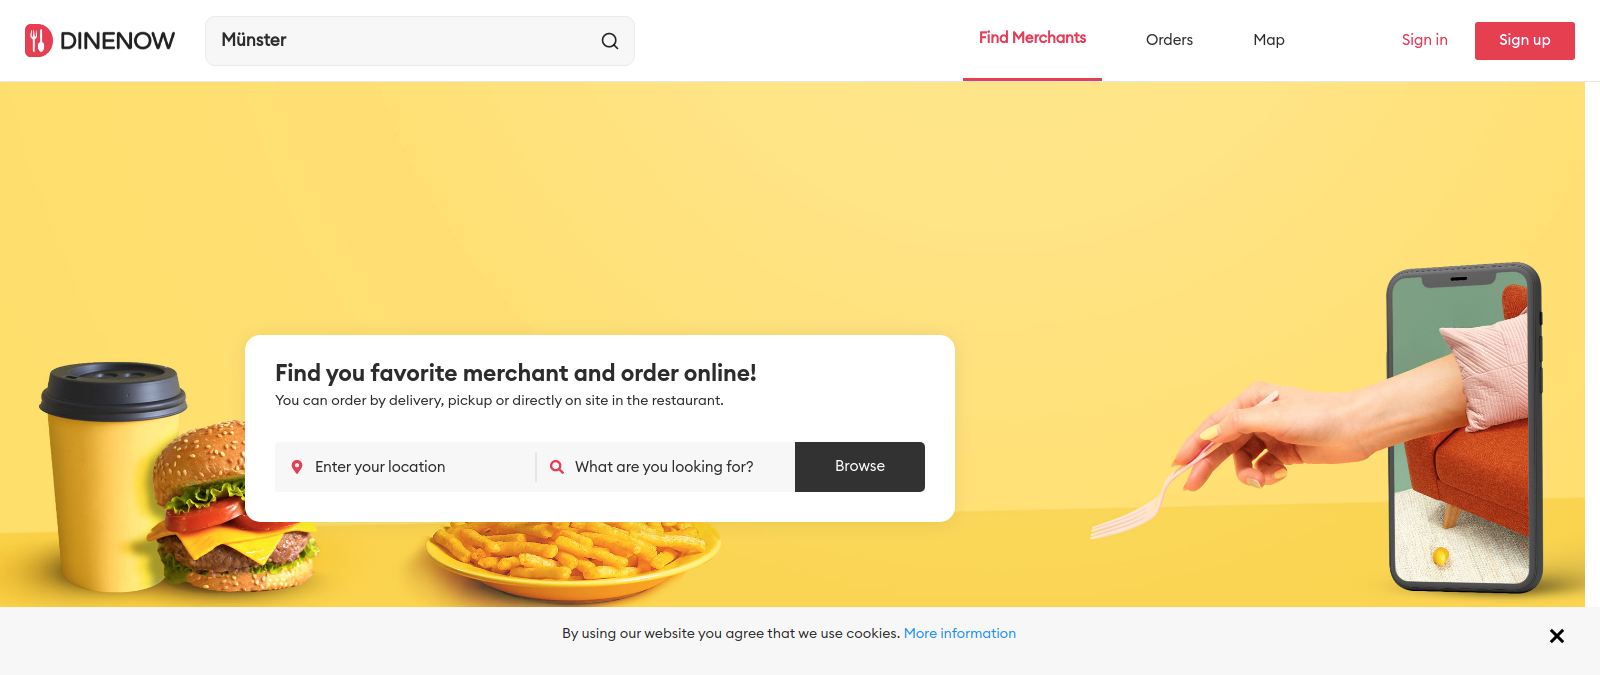 DINENOW
Münster
Find Merchants
Orders
Map
Sign in
Sign up
Find you favorite merchant and order online!
You can order by delivery, pickup or directly on site in the restaurant.
Enter your location
What are you looking for?
Browse
By using our website you agree that we use cookies. More information